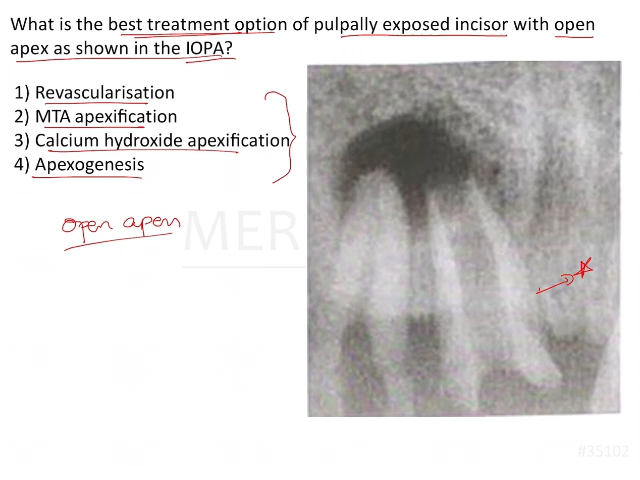 What is the best treatment option of pulpally exposed incisor with open
apex as shown in the IOPA?
1) Revascularisation
2) MTA apexification
3) Calcium hydroxide apexification
4) Apexogenesis
open apen
MER
#35102